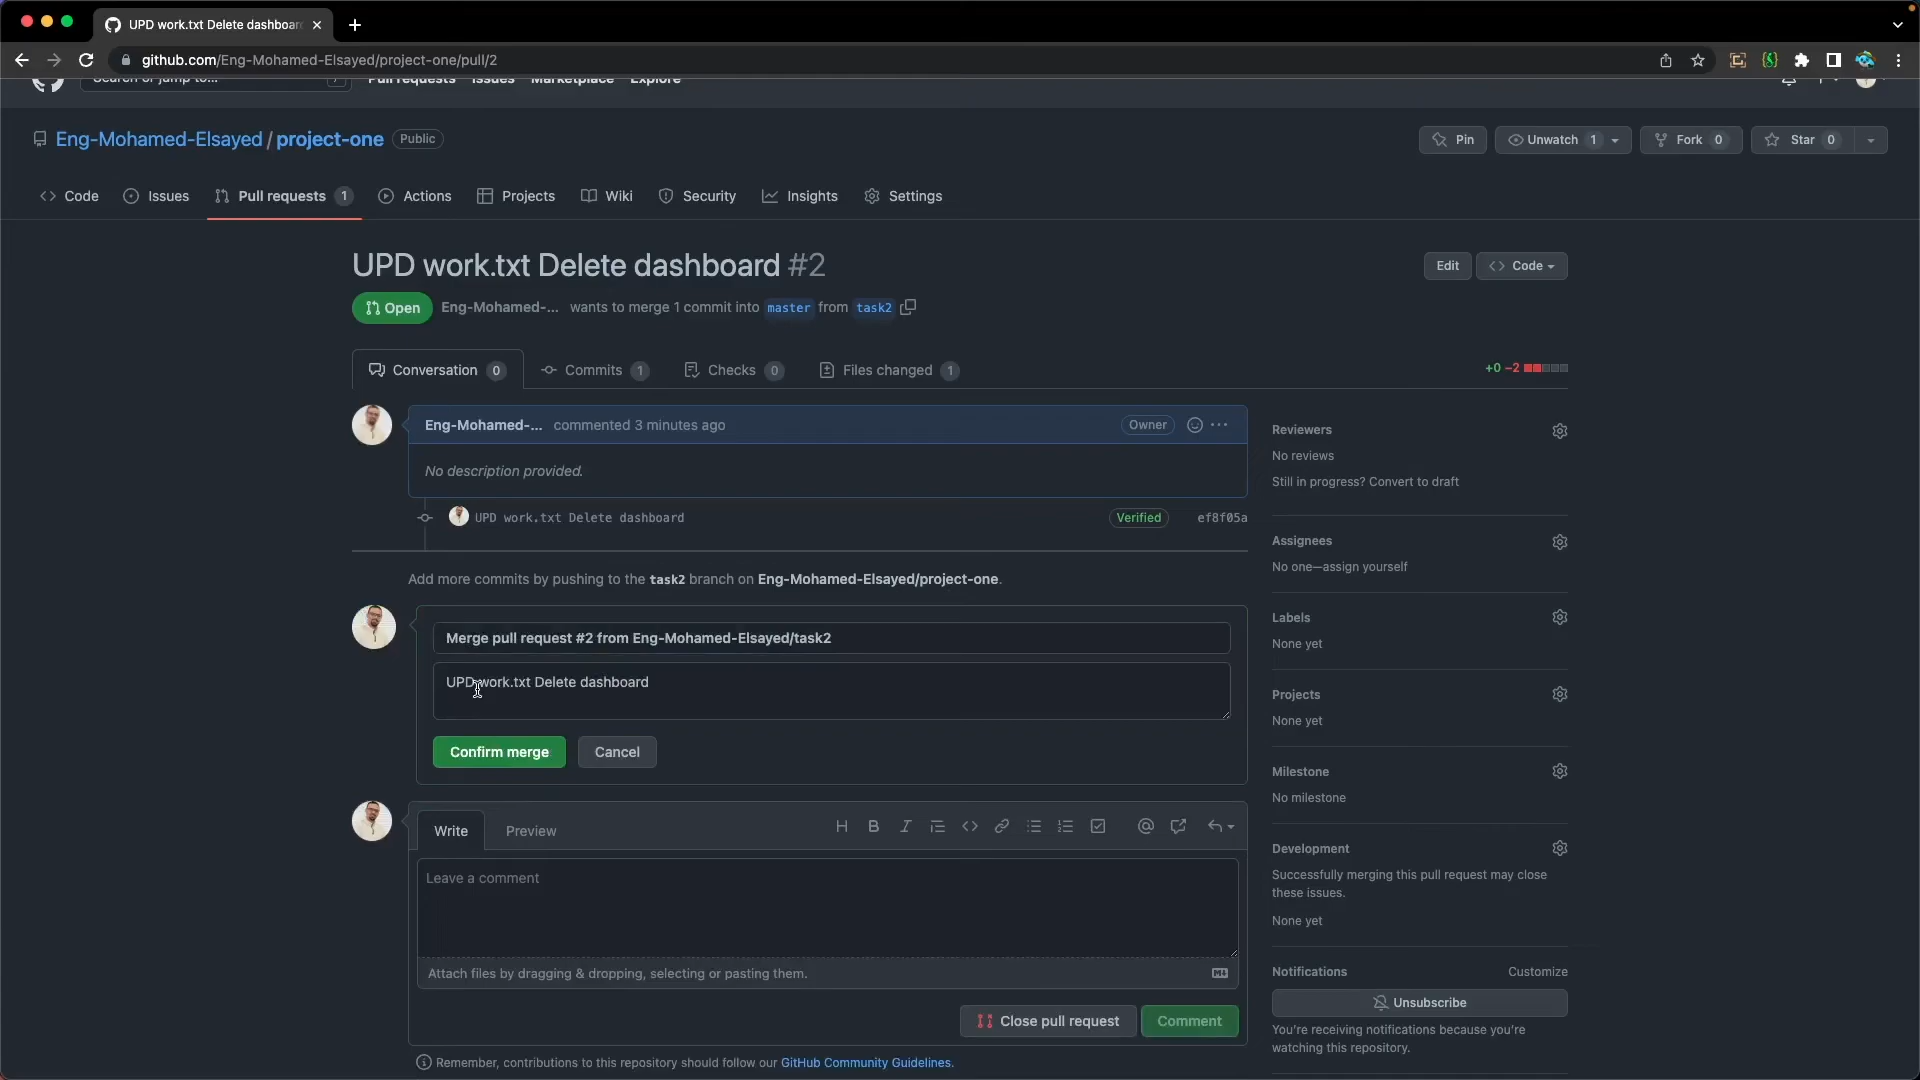 UPD work.txt Delete dashboar
github.com/Eng-Mohamed-Elsayed/project-one/pull/2
Search or jump to...
Pull requests Issues Marketplace Explore
Eng-Mohamed-Elsayed / project-one Public
Pin
Unwatch 1
Fork 0
Star 0
Code
Issues
Pull requests 1
Actions
Projects
Wiki
Security
Insights
Settings
UPD work.txt Delete dashboard #2
Edit
Code
Open
Eng-Mohamed-... wants to merge 1 commit into master from task2
Conversation 0
Commits 1
Checks 0
Files changed 1
+0 −2
Eng-Mohamed-... commented 3 minutes ago
Owner
No description provided.
UPD work.txt Delete dashboard
Verified
ef8f05a
Add more commits by pushing to the task2 branch on Eng-Mohamed-Elsayed/project-one.
Merge pull request #2 from Eng-Mohamed-Elsayed/task2
UPD work.txt Delete dashboard
Confirm merge
Cancel
Write
Preview
H B I
Leave a comment
Attach files by dragging & dropping, selecting or pasting them.
Close pull request
Comment
Remember, contributions to this repository should follow our GitHub Community Guidelines.
Reviewers
No reviews
Still in progress? Convert to draft
Assignees
No one—assign yourself
Labels
None yet
Projects
None yet
Milestone
No milestone
Development
Successfully merging this pull request may close
these issues.
None yet
Notifications
Customize
Unsubscribe
You're receiving notifications because you're
watching this repository.